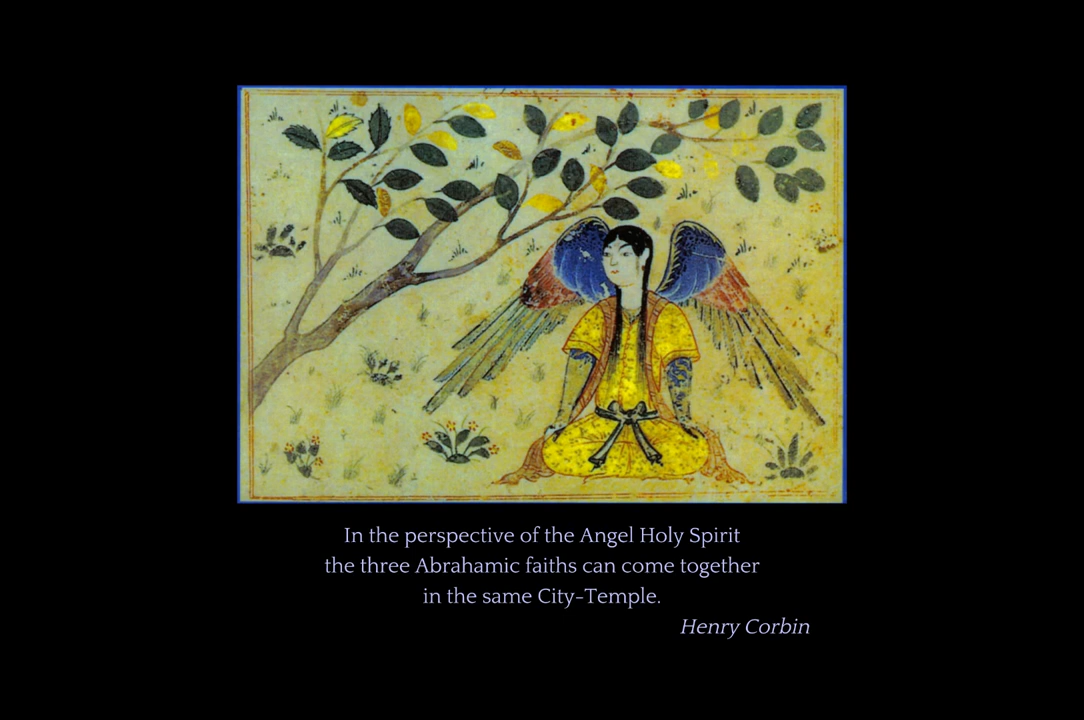 In the perspective of the Angel Holy Spirit
the three Abrahamic faiths can come together
in the same City-Temple.
Henry Corbin